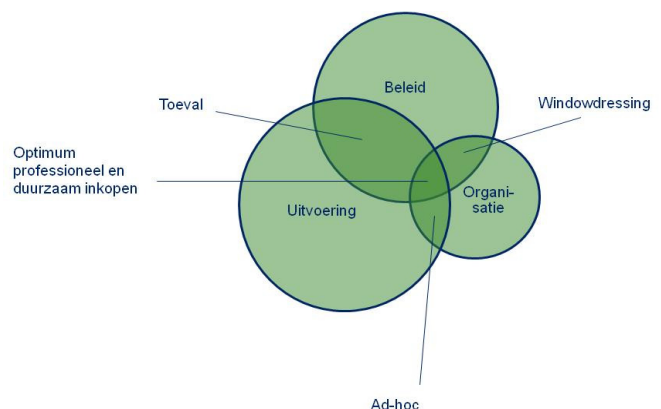 Beleid
Toeval
Windowdressing
Optimum
professioneel en
duurzaam inkopen
Organi-
satie
Uitvoering
Ad-hoc